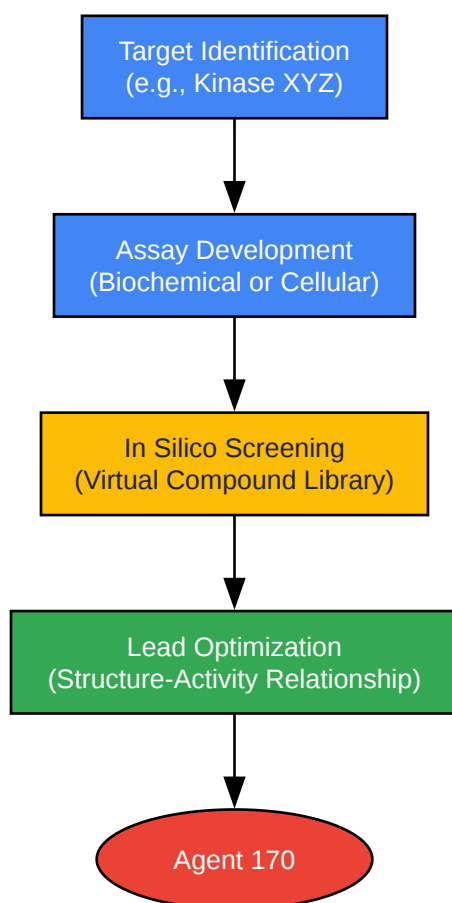 Target Identification
(e.g., Kinase XYZ)
Assay Development
(Biochemical or Cellular)
In Silico Screening
(Virtual Compound Library)
Lead Optimization
(Structure-Activity Relationship)
Agent 170